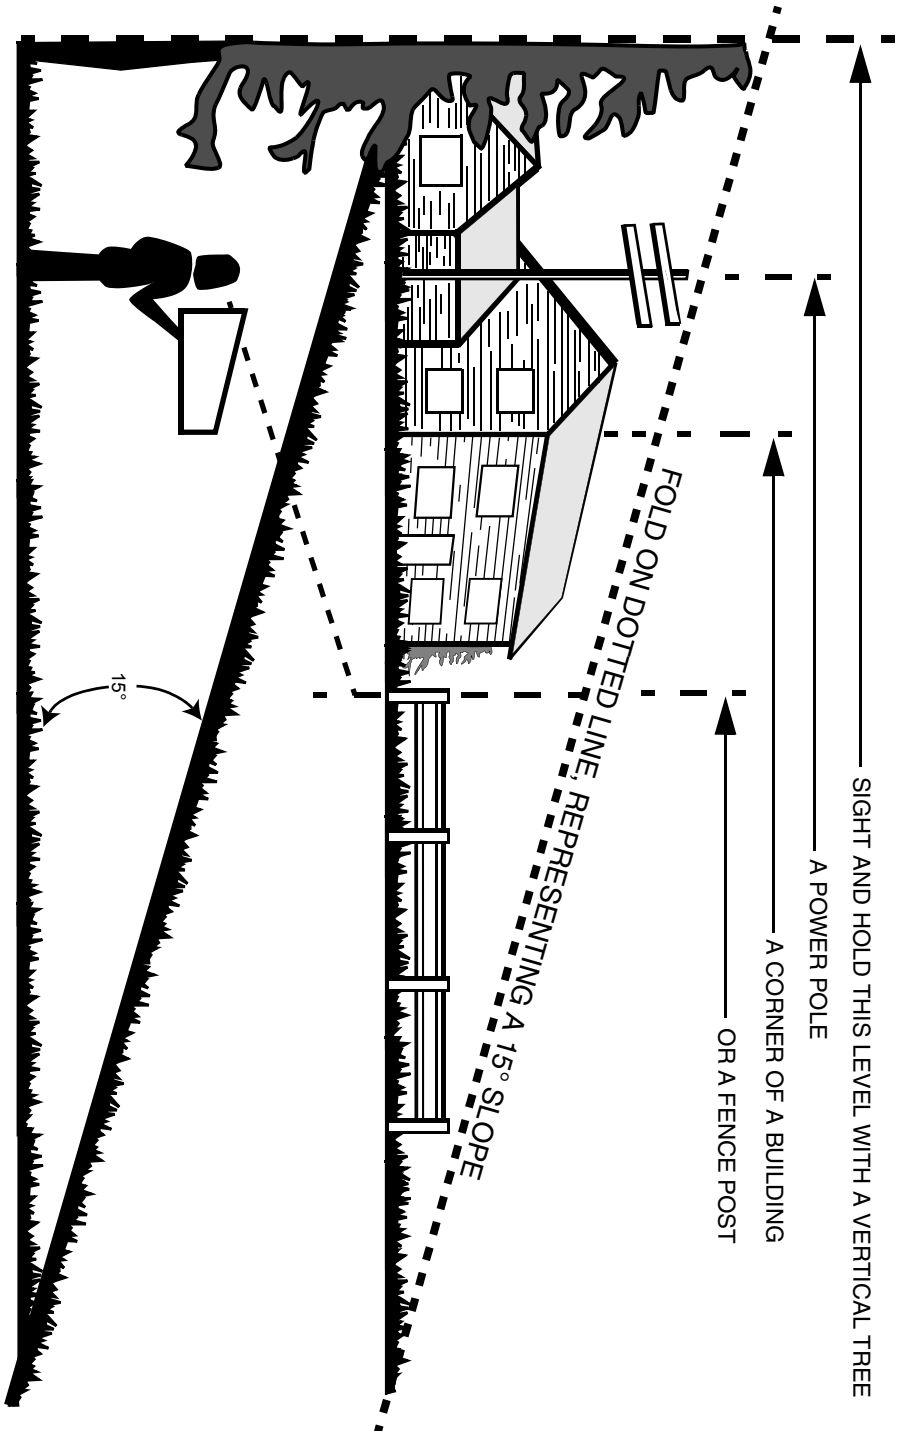 SIGHT AND HOLD THIS LEVEL WITH A VERTICAL TREE
A POWER POLE
A CORNER OF A BUILDING
OR A FENCE POST
FOLD ON DOTTED LINE, REPRESENTING A 15° SLOPE
15°